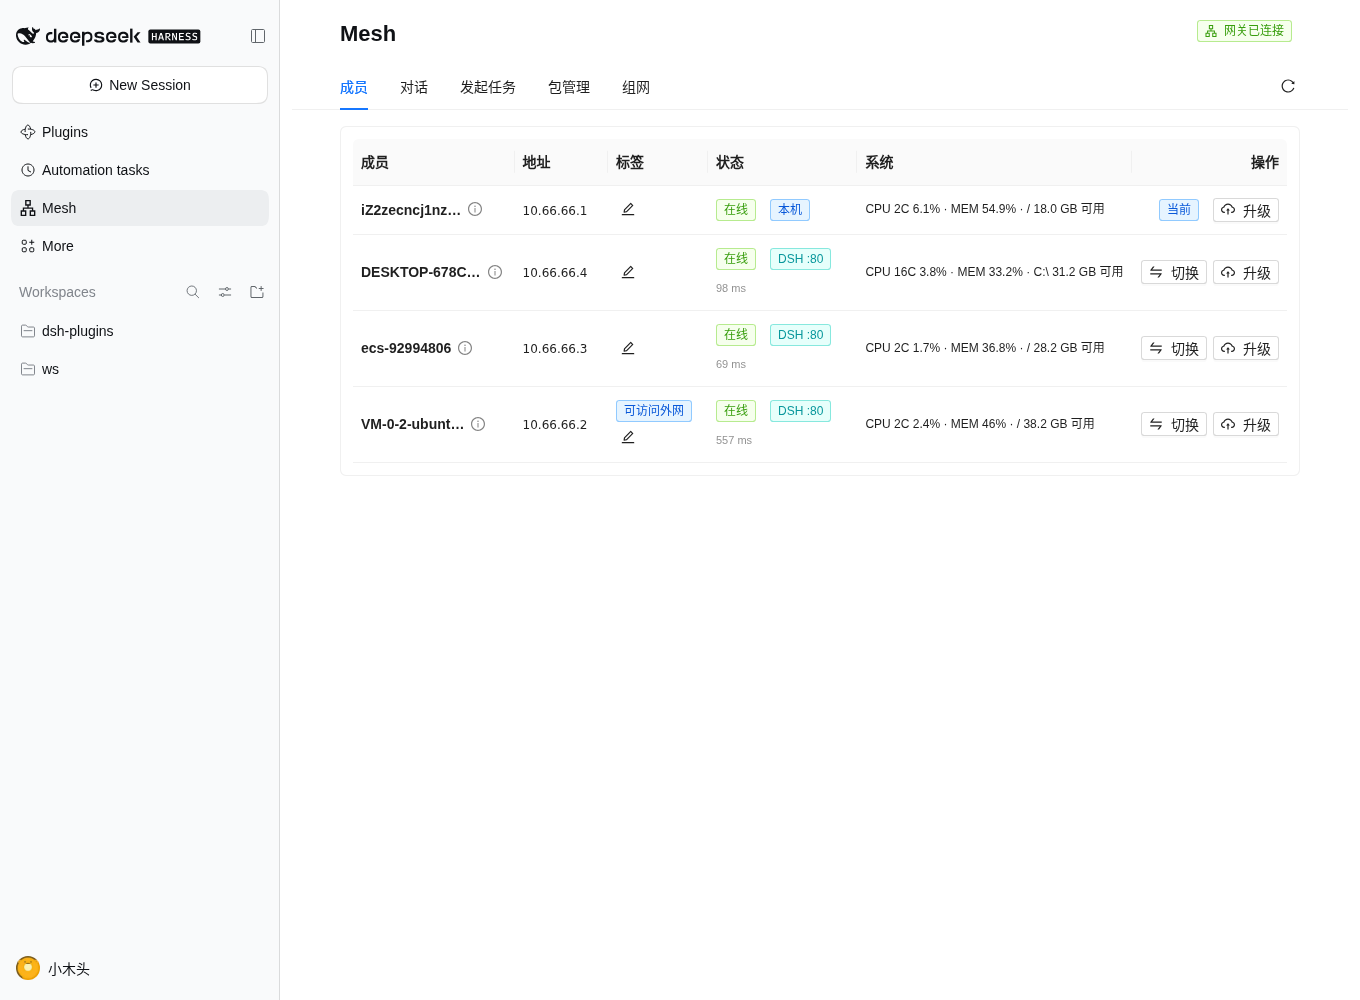 deepseek HARNESS
New Session
Plugins
Automation tasks
Mesh
More
Workspaces
dsh-plugins
ws
小木头
Mesh
网关已连接
成员 对话 发起任务 包管理 组网
成员 地址 标签 状态 系统 操作
iZ2zecncj1nz… 10.66.66.1 在线 本机 CPU 2C 6.1% · MEM 54.9% · / 18.0 GB 可用 当前 升级
DESKTOP-678C… 10.66.66.4 在线 DSH :80 CPU 16C 3.8% · MEM 33.2% · C:\ 31.2 GB 可用 切换 升级
98 ms
ecs-92994806 10.66.66.3 在线 DSH :80 CPU 2C 1.7% · MEM 36.8% · / 28.2 GB 可用 切换 升级
69 ms
VM-0-2-ubunt… 10.66.66.2 可访问外网 在线 DSH :80 CPU 2C 2.4% · MEM 46% · / 38.2 GB 可用 切换 升级
557 ms